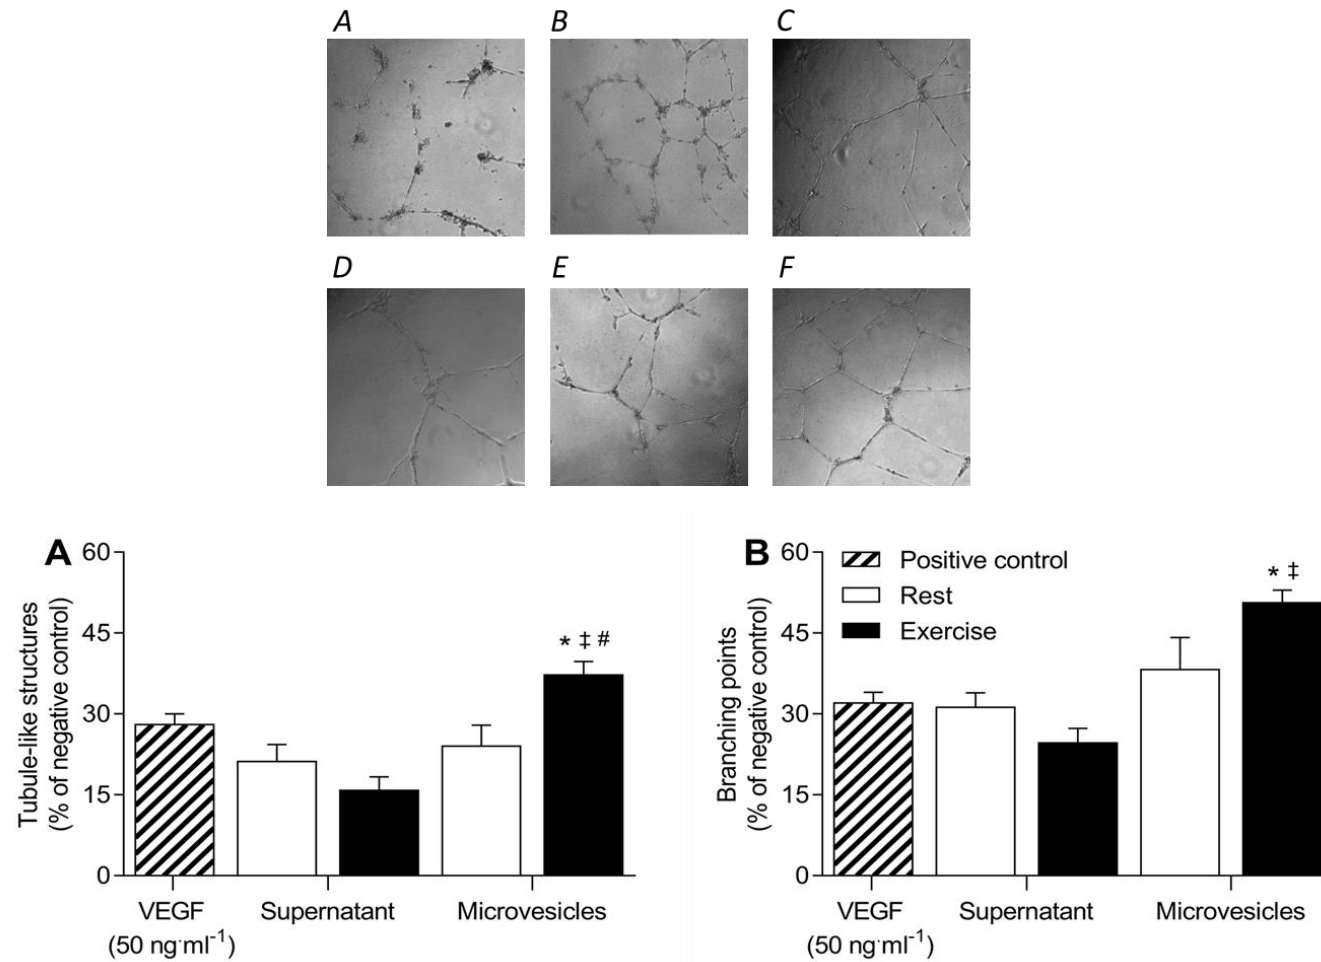 A
B
C
D
E
F
A
60
45
30
15
0
Tubule-like structures
(% of negative control)
* ‡ #
VEGF
(50 ng·ml⁻¹)
Supernatant
Microvesicles
B
60
45
30
15
0
Branching points
(% of negative control)
Positive control
Rest
Exercise
* ‡
VEGF
(50 ng·ml⁻¹)
Supernatant
Microvesicles